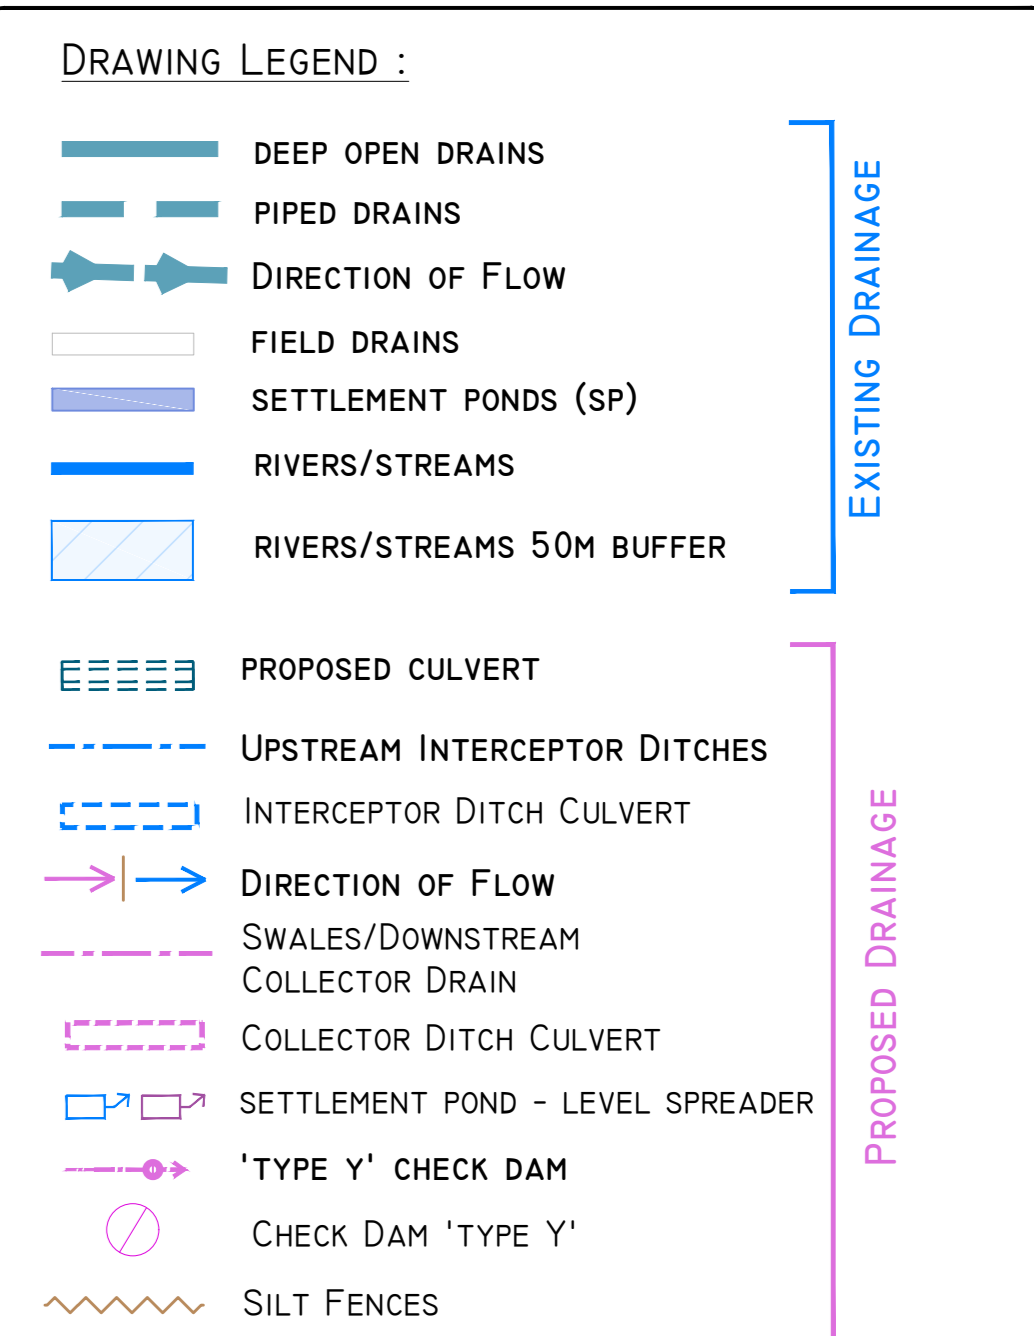 Drawing Legend :
DEEP OPEN DRAINS
PIPED DRAINS
Direction of Flow
FIELD DRAINS
SETTLEMENT PONDS (SP)
RIVERS/STREAMS
RIVERS/STREAMS 50M BUFFER
Existing Drainage
PROPOSED CULVERT
Upstream Interceptor Ditches
Interceptor Ditch Culvert
Direction of Flow
Swales/Downstream
Collector Drain
Collector Ditch Culvert
SETTLEMENT POND - LEVEL SPREADER
'TYPE Y' CHECK DAM
Check Dam 'type Y'
Silt Fences
Proposed Drainage